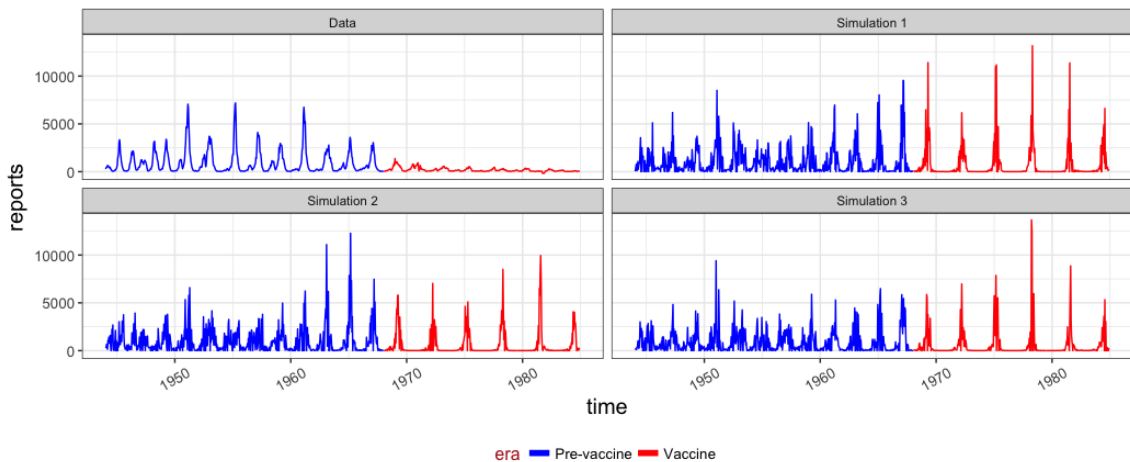 Data
Simulation 1
10000
5000
0
Simulation 2
Simulation 3
10000
5000
0
1950
1960
1970
1980
1950
1960
1970
1980
reports
time
era Pre-vaccine Vaccine